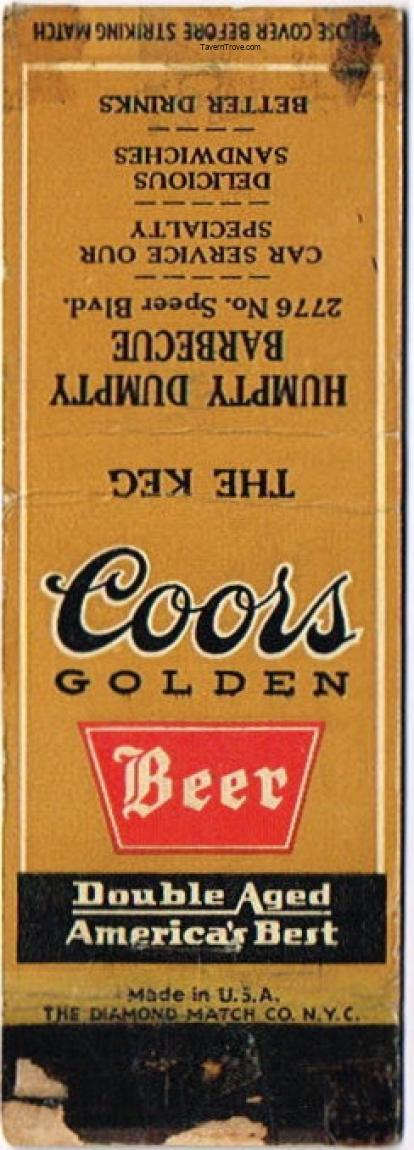 CLOSE COVER BEFORE STRIKING MATCH
TavernTrove.com
THE KEG
HUMPTY DUMPTY
BARBECUE
2776 No. Speer Blvd.
CAR SERVICE OUR
SPECIALTY
DELICIOUS
SANDWICHES
BETTER DRINKS
Coors
GOLDEN
Beer
Double Aged
America's Best
Made in U.S.A.
THE DIAMOND MATCH CO. N.Y.C.